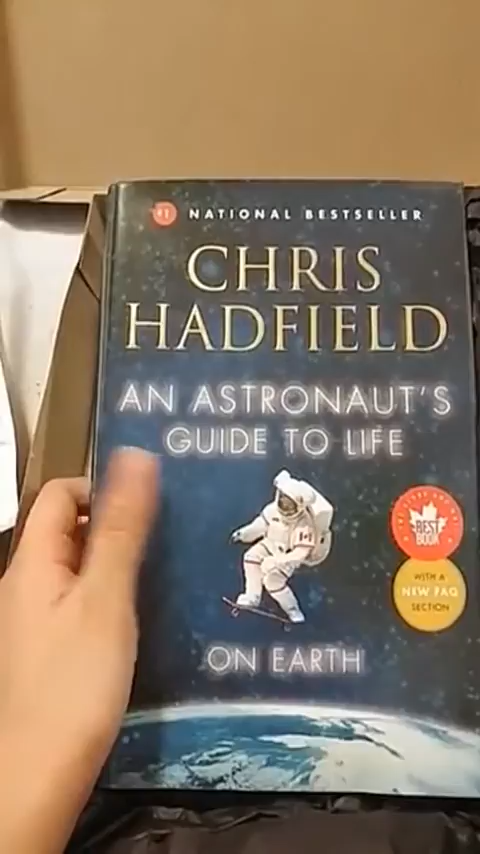 #1 NATIONAL BESTSELLER
CHRIS
HADFIELD
AN ASTRONAUT'S
GUIDE TO LIFE
BEST
BOOK
WITH A
NEW FAQ
SECTION
ON EARTH